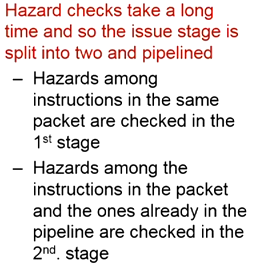 Hazard checks take a long
time and so the issue stage is
split into two and pipelined
– Hazards among
instructions in the same
packet are checked in the
1st stage
– Hazards among the
instructions in the packet
and the ones already in the
pipeline are checked in the
2nd. stage